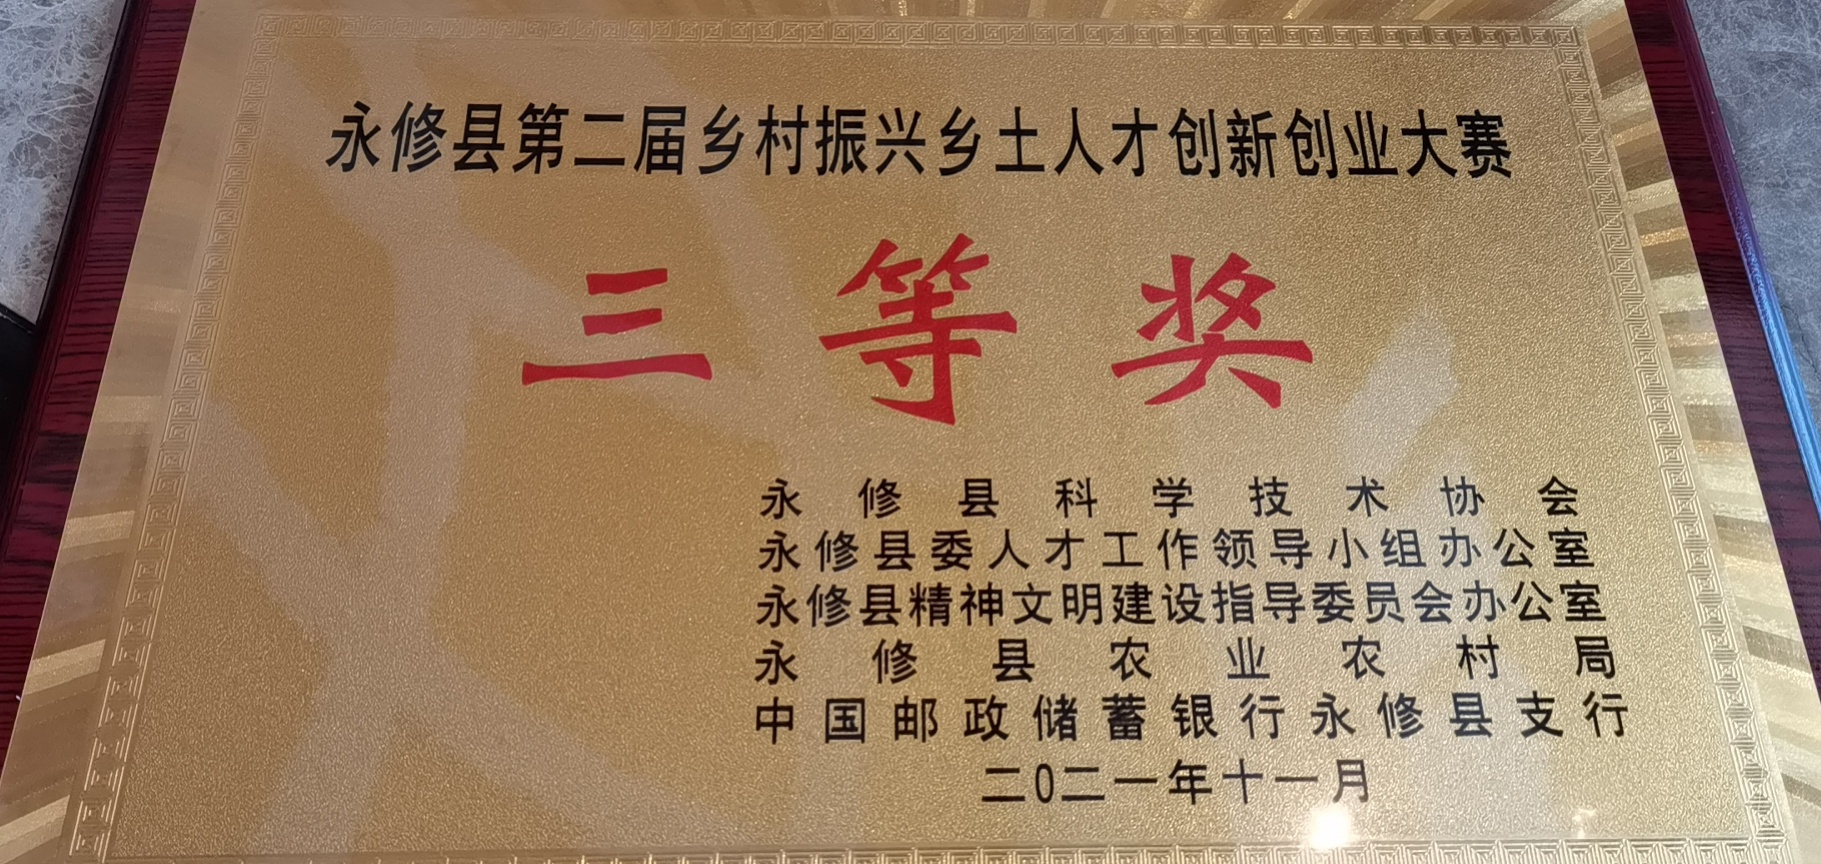 永修县第二届乡村振兴乡土人才创新创业大赛
三等奖
永修县科学技术协会
永修县委人才工作领导小组办公室
永修县精神文明建设指导委员会办公室
永修县农业农村局
中国邮政储蓄银行永修县支行
二0二一年十一月